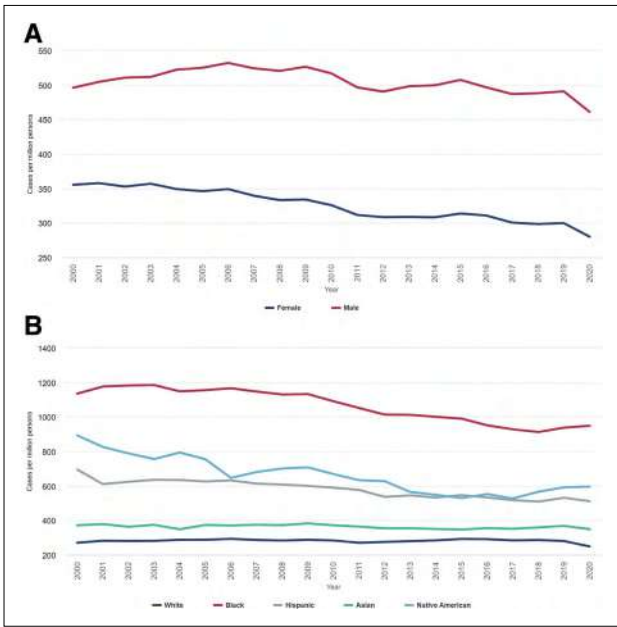 A
550
500
450
400
350
300
250
Cases per million persons
2000 2001 2002 2003 2004 2005 2006 2007 2008 2009 2010 2011 2012 2013 2014 2015 2016 2017 2018 2019 2020
Year
Female Male
B
1400
1200
1000
800
600
400
200
Cases per million persons
2000 2001 2002 2003 2004 2005 2006 2007 2008 2009 2010 2011 2012 2013 2014 2015 2016 2017 2018 2019 2020
Year
White Black Hispanic Asian Native American